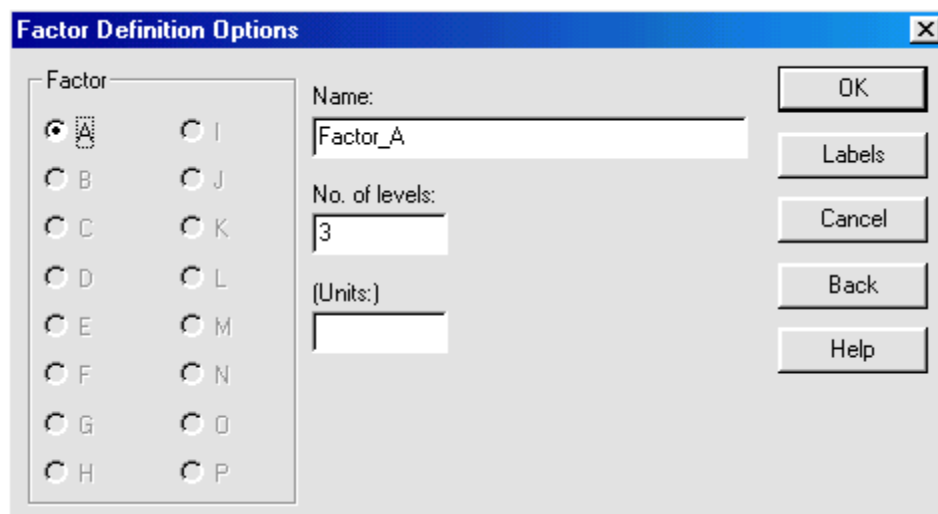 Factor Definition Options
Factor
A
I
B
J
C
K
D
L
E
M
F
N
G
O
H
P
Name:
Factor_A
No. of levels:
3
(Units:)
OK
Labels
Cancel
Back
Help